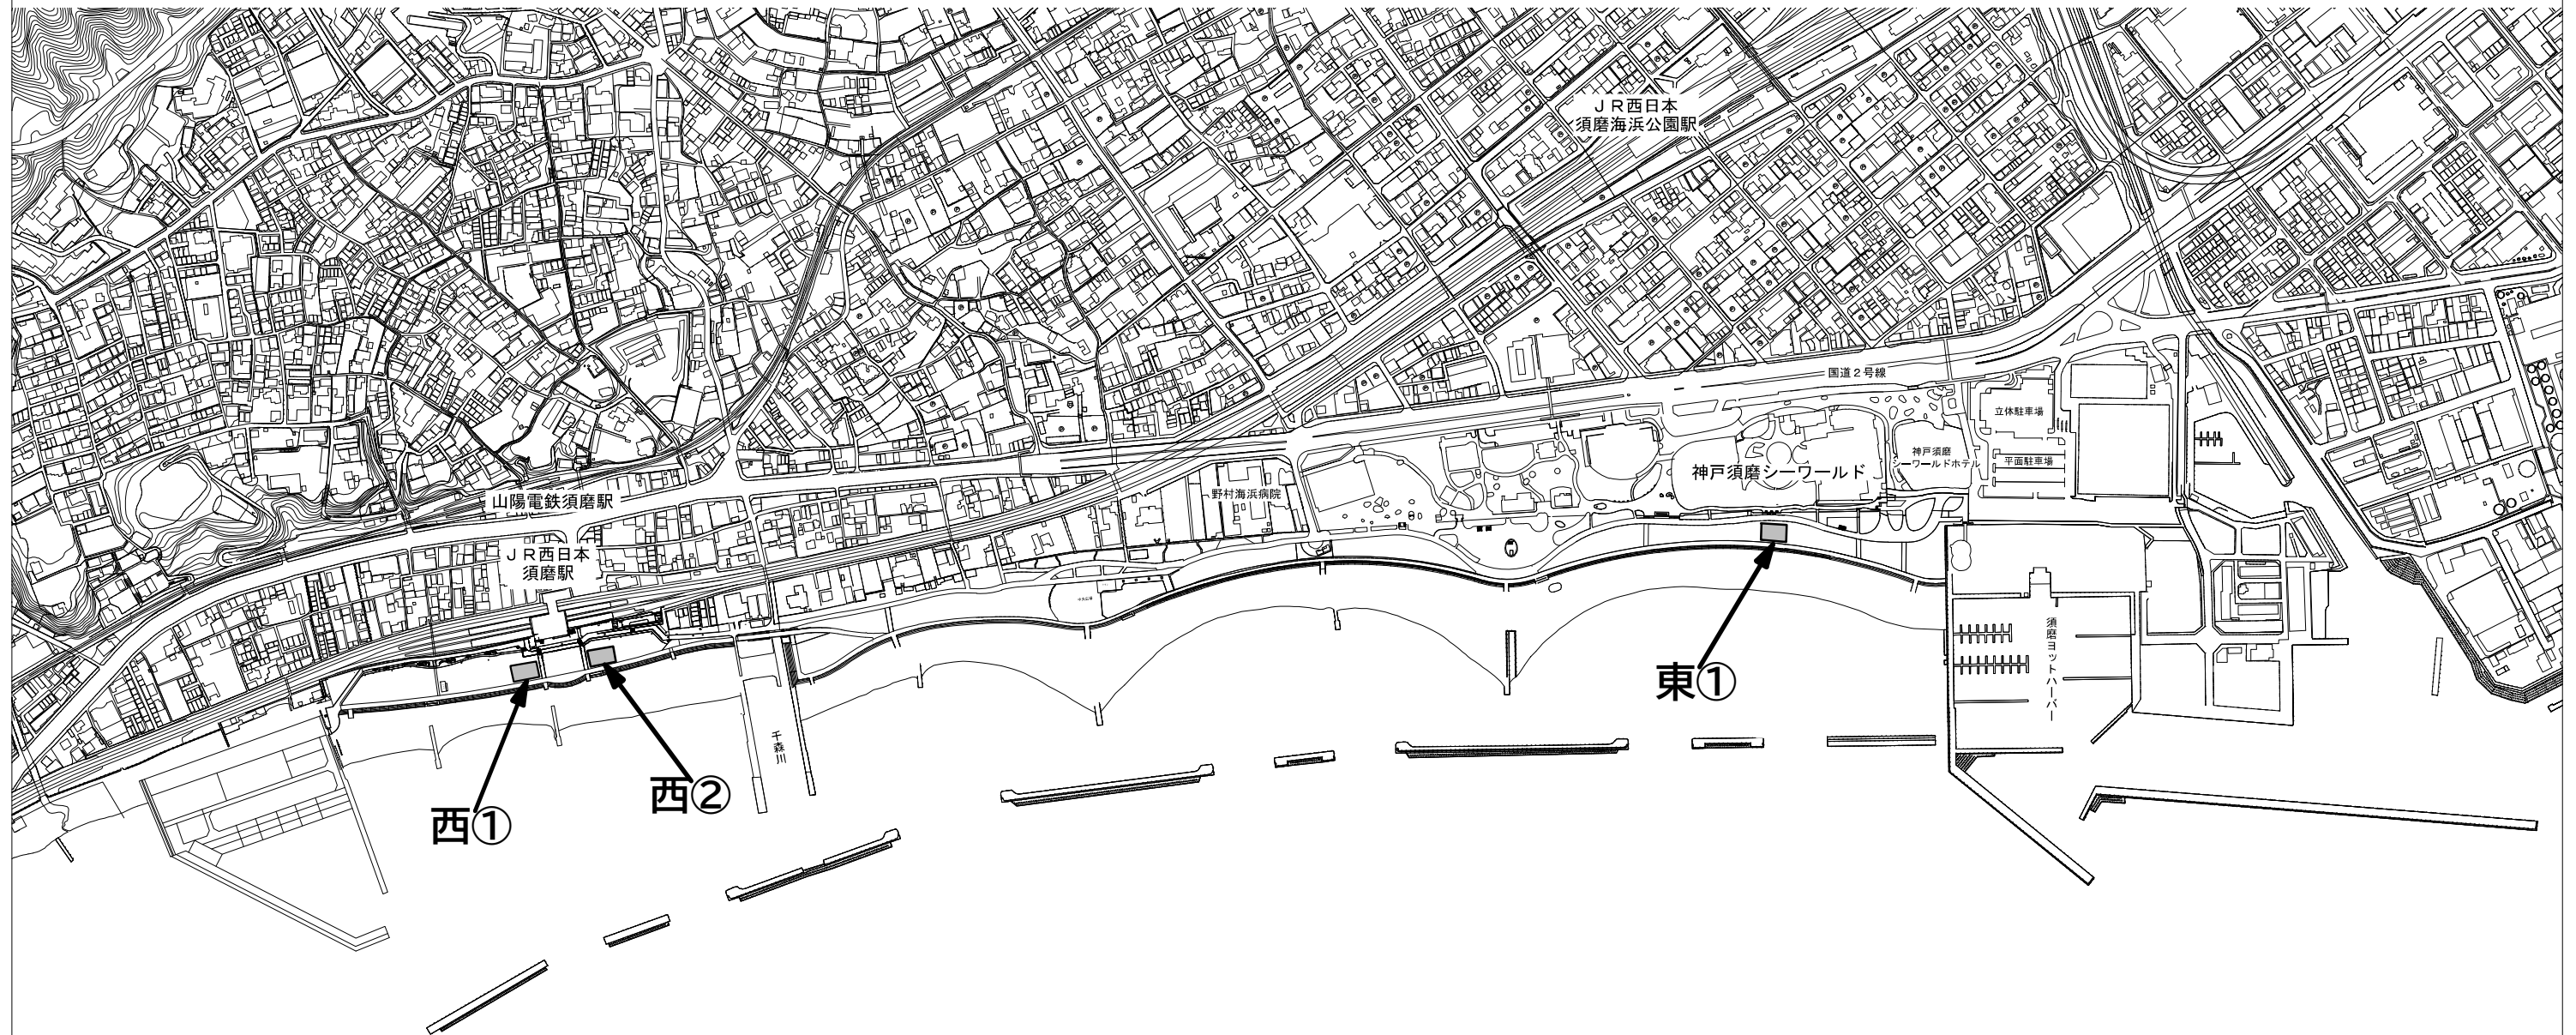 ＪＲ西日本
須磨海浜公園駅
国道２号線
立体駐車場
神戸須磨
シーワールドホテル
平面駐車場
神戸須磨シーワールド
野村海浜病院
山陽電鉄須磨駅
ＪＲ西日本
須磨駅
須磨ヨットハーバー
東①
千森川
西②
西①